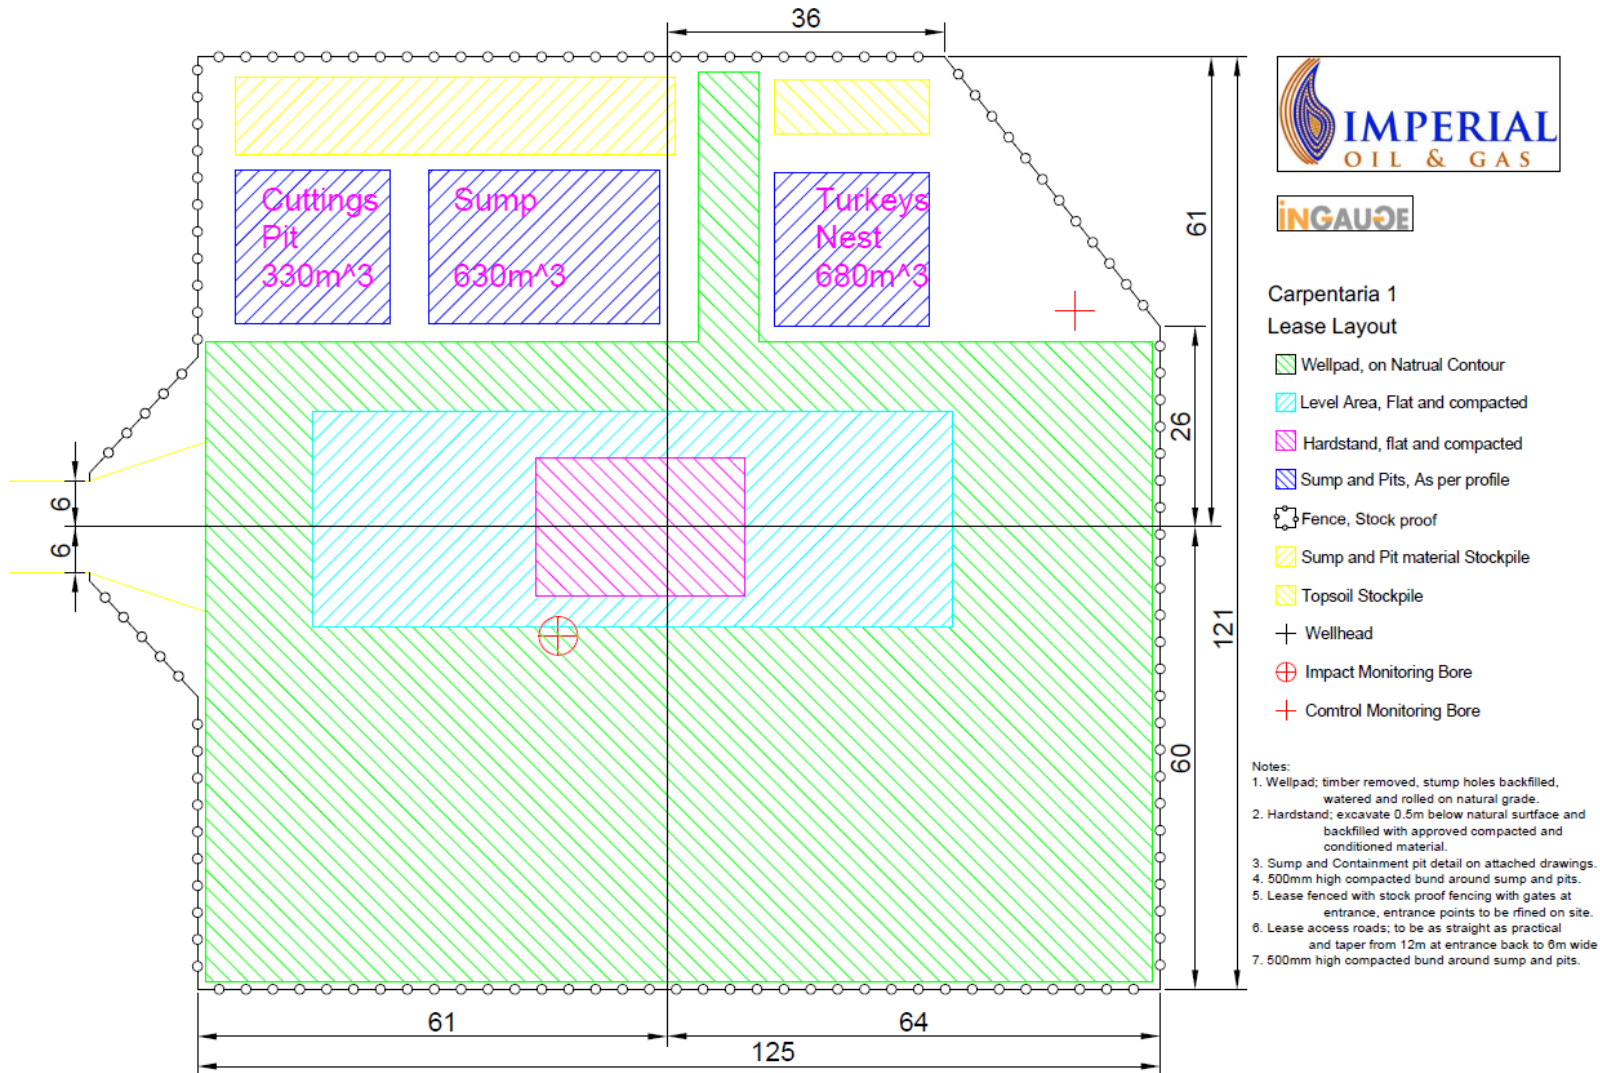 36
IMPERIAL
OIL & GAS
INGAUGE
Cuttings
Pit
330m^3
Sump
630m^3
Turkeys
Nest
680m^3
61
26
6
6
121
60
61
64
125
Carpentaria 1
Lease Layout
Wellpad, on Natrual Contour
Level Area, Flat and compacted
Hardstand, flat and compacted
Sump and Pits, As per profile
Fence, Stock proof
Sump and Pit material Stockpile
Topsoil Stockpile
Wellhead
Impact Monitoring Bore
Comtrol Monitoring Bore
Notes:
1. Wellpad; timber removed, stump holes backfilled,
watered and rolled on natural grade.
2. Hardstand; excavate 0.5m below natural surtface and
backfilled with approved compacted and
conditioned material.
3. Sump and Containment pit detail on attached drawings.
4. 500mm high compacted bund around sump and pits.
5. Lease fenced with stock proof fencing with gates at
entrance, entrance points to be rfined on site.
6. Lease access roads; to be as straight as practical
and taper from 12m at entrance back to 6m wide
7. 500mm high compacted bund around sump and pits.